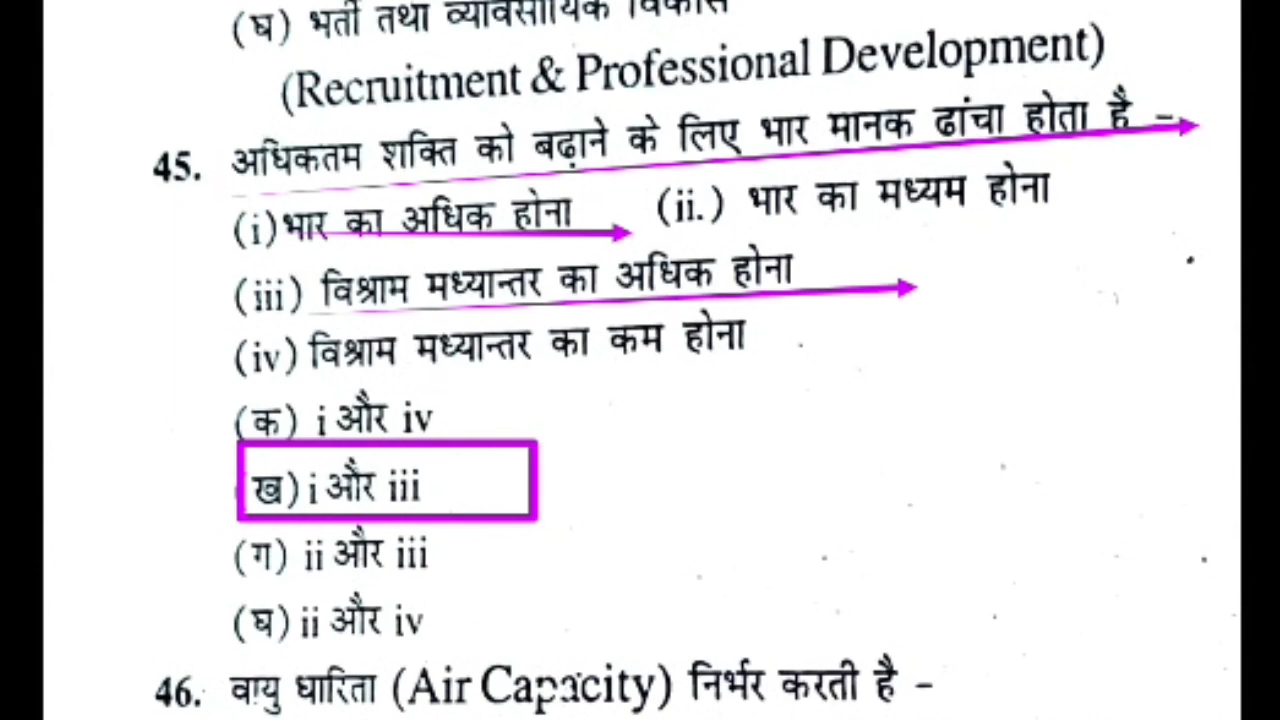 (घ) भर्ती तथा व्यावसायिक विकास
(Recruitment & Professional Development)
45. अधिकतम शक्ति को बढ़ाने के लिए भार मानक ढांचा होता है -
(i) भार का अधिक होना (ii.) भार का मध्यम होना
(iii) विश्राम मध्यान्तर का अधिक होना
(iv) विश्राम मध्यान्तर का कम होना
(क) i और iv
(ख) i और iii
(ग) ii और iii
(घ) ii और iv
46. वायु धारिता (Air Capacity) निर्भर करती है -